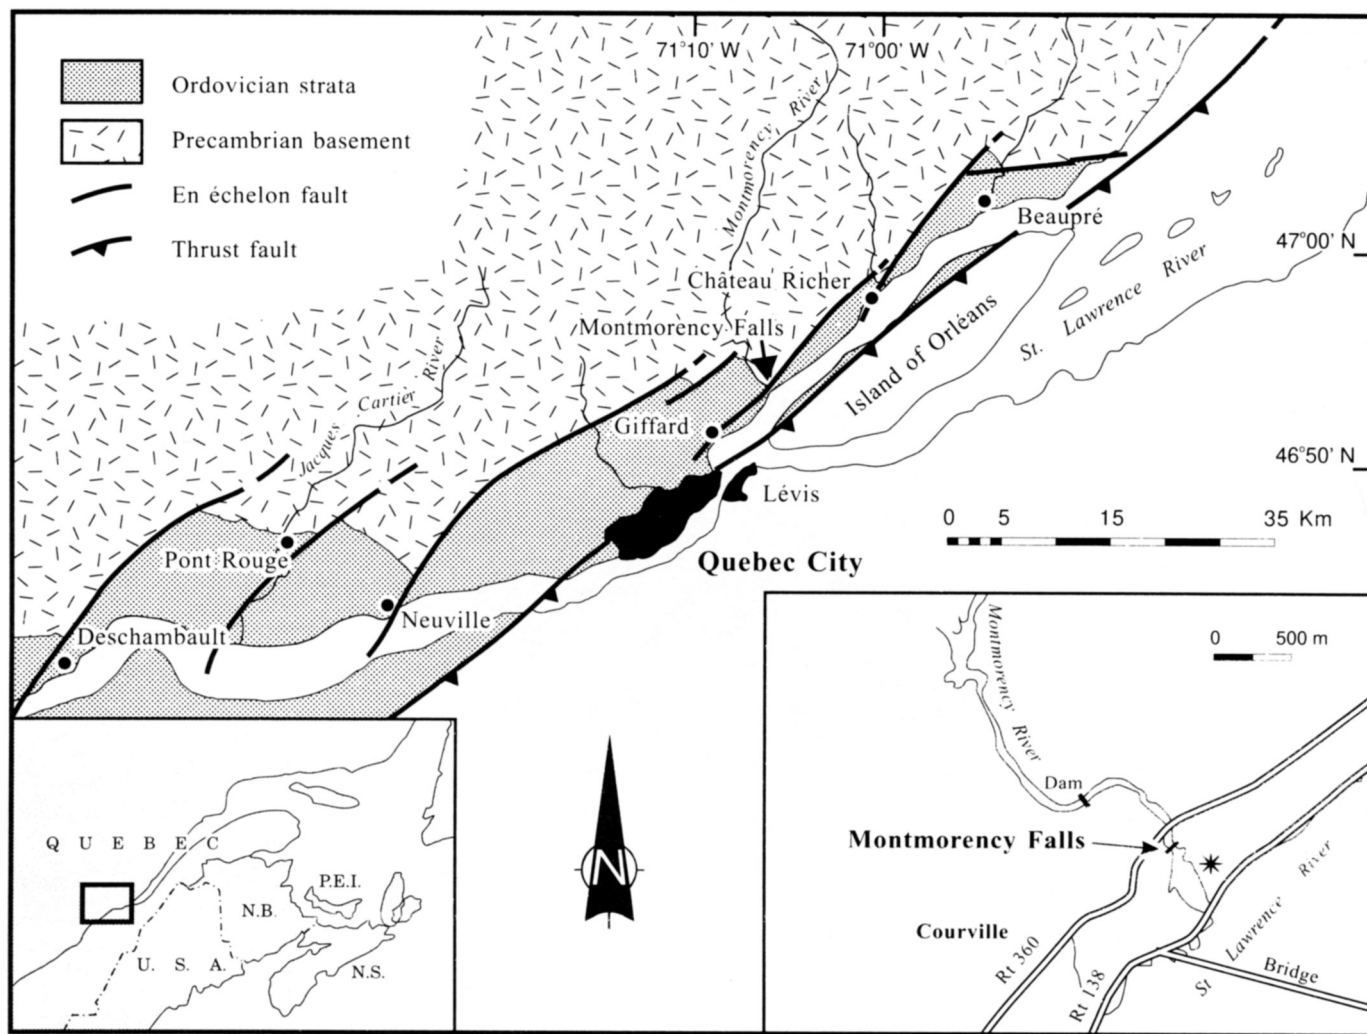 71°10' W
71°00' W
Ordovician strata
Precambrian basement
En échelon fault
Thrust fault
Montmorency River
Beaupré
47°00' N
Château Richer
Montmorency Falls
Island of Orléans
St. Lawrence River
Jacques Cartier River
Giffard
46°50' N
Lévis
0 5 15 35 Km
Quebec City
Pont Rouge
Neuville
Deschambault
QUEBEC
P.E.I.
N.B.
U. S. A.
N.S.
N
0 500 m
Montmorency River
Dam
Montmorency Falls
Courville
Rt 360
Rt 138
St Lawrence River
Bridge